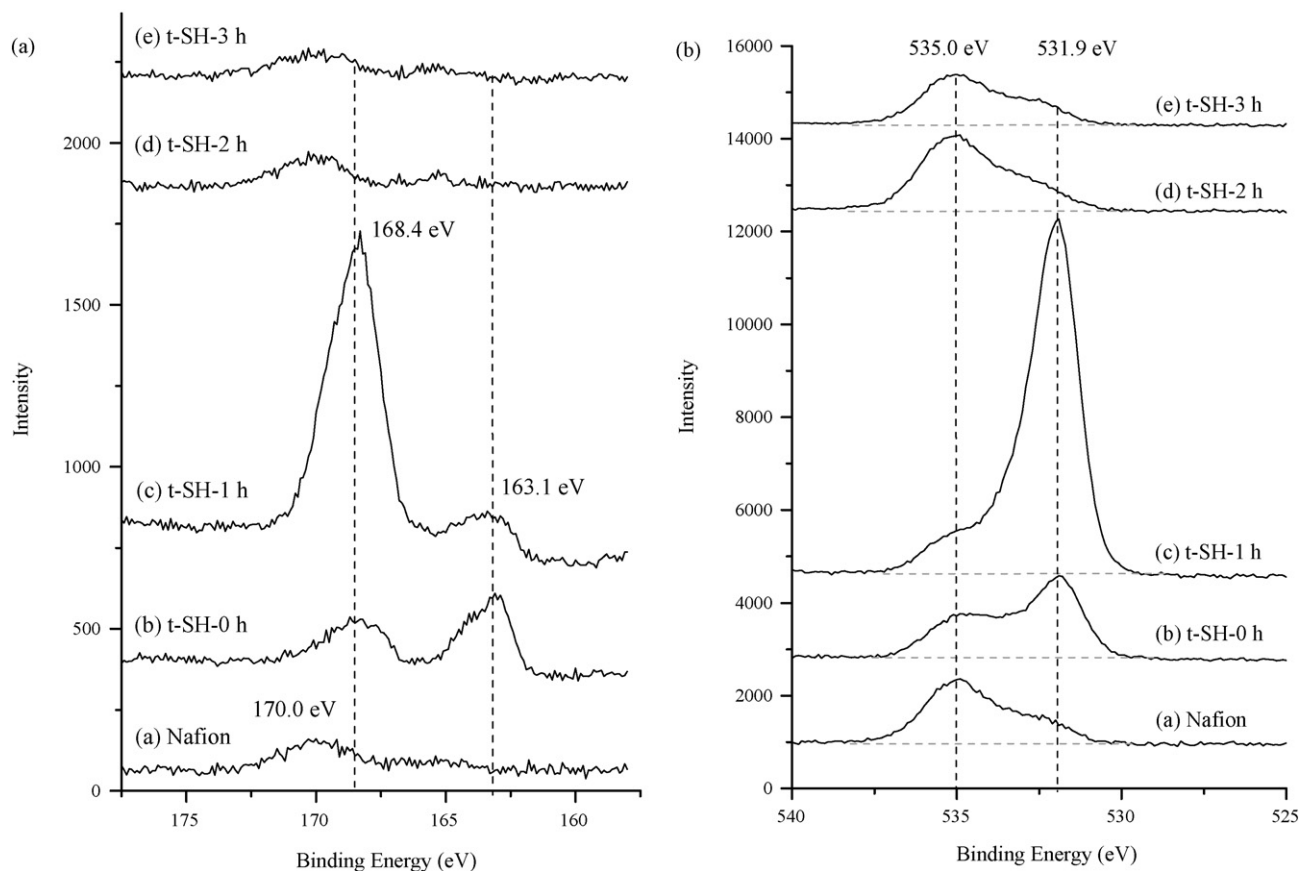 (a)
(e) t-SH-3 h
2000
(d) t-SH-2 h
168.4 eV
1500
Intensity
1000
(c) t-SH-1 h
163.1 eV
500
(b) t-SH-0 h
170.0 eV
(a) Nafion
0
175
170
165
160
Binding Energy (eV)
(b)
16000
535.0 eV
531.9 eV
(e) t-SH-3 h
14000
(d) t-SH-2 h
12000
10000
Intensity
8000
6000
(c) t-SH-1 h
4000
(b) t-SH-0 h
2000
(a) Nafion
0
540
535
530
525
Binding Energy (eV)